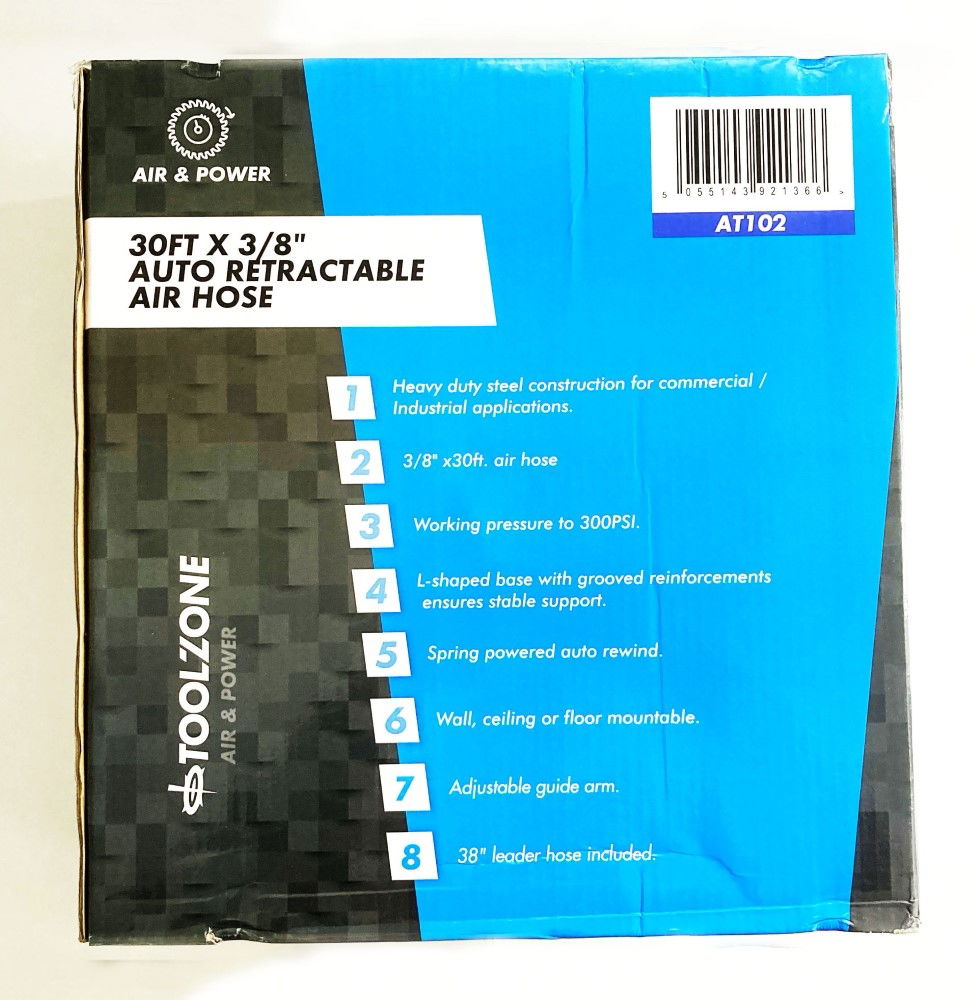 AIR & POWER
5 055143 921366 >
AT102
30FT X 3/8"
AUTO RETRACTABLE
AIR HOSE
1 Heavy duty steel construction for commercial /
Industrial applications.
2 3/8" x30ft. air hose
3 Working pressure to 300PSI.
4 L-shaped base with grooved reinforcements
ensures stable support.
5 Spring powered auto rewind.
6 Wall, ceiling or floor mountable.
7 Adjustable guide arm.
8 38" leader hose included.
TOOLZONE
AIR & POWER